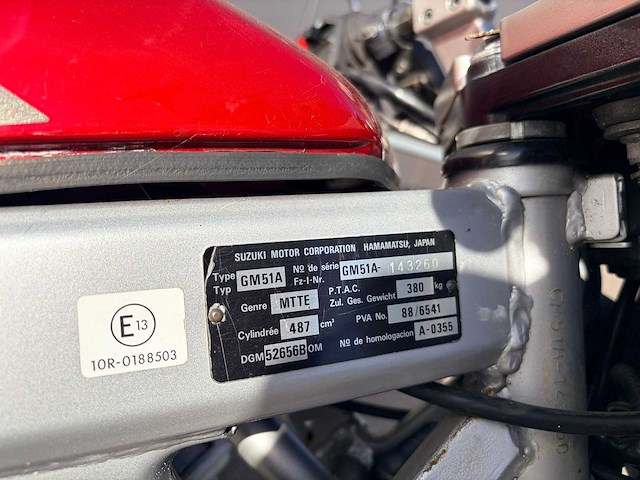 SUZUKI MOTOR CORPORATION HAMAMATSU, JAPAN
Type
Typ GM51A Nº de série
Fz-I-Nr. GM51A- 143260
Genre MTTE P.T.A.C.
Zul. Ges. Gewicht 380 kg
Cylindrée 487 cm³ PVA No. 88/6541
DGM 52656B OM Nº de homologacion A-0355
E 13
10R-0188503